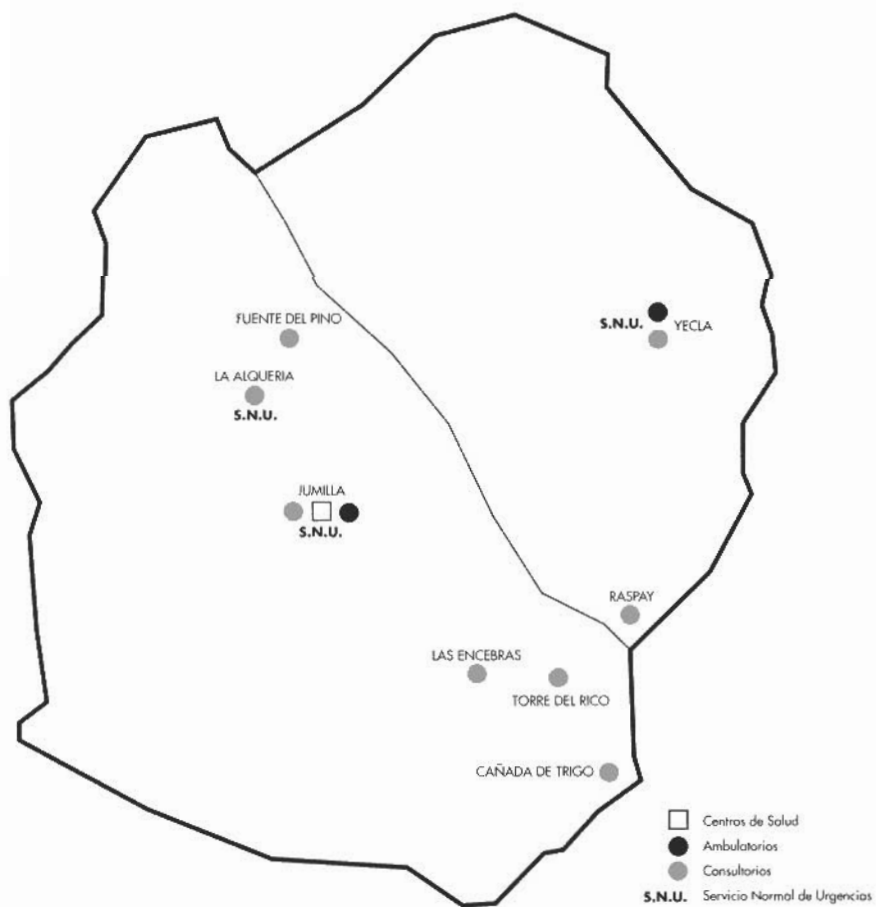 FUENTE DEL PINO
S.N.U. YECLA
LA ALQUERIA
S.N.U.
JUMILLA
S.N.U.
RASPAY
LAS ENCEBRAS
TORRE DEL RICO
CAÑADA DE TRIGO
Centros de Salud
Ambulatorios
Consultorios
S.N.U. Servicio Normal de Urgencias